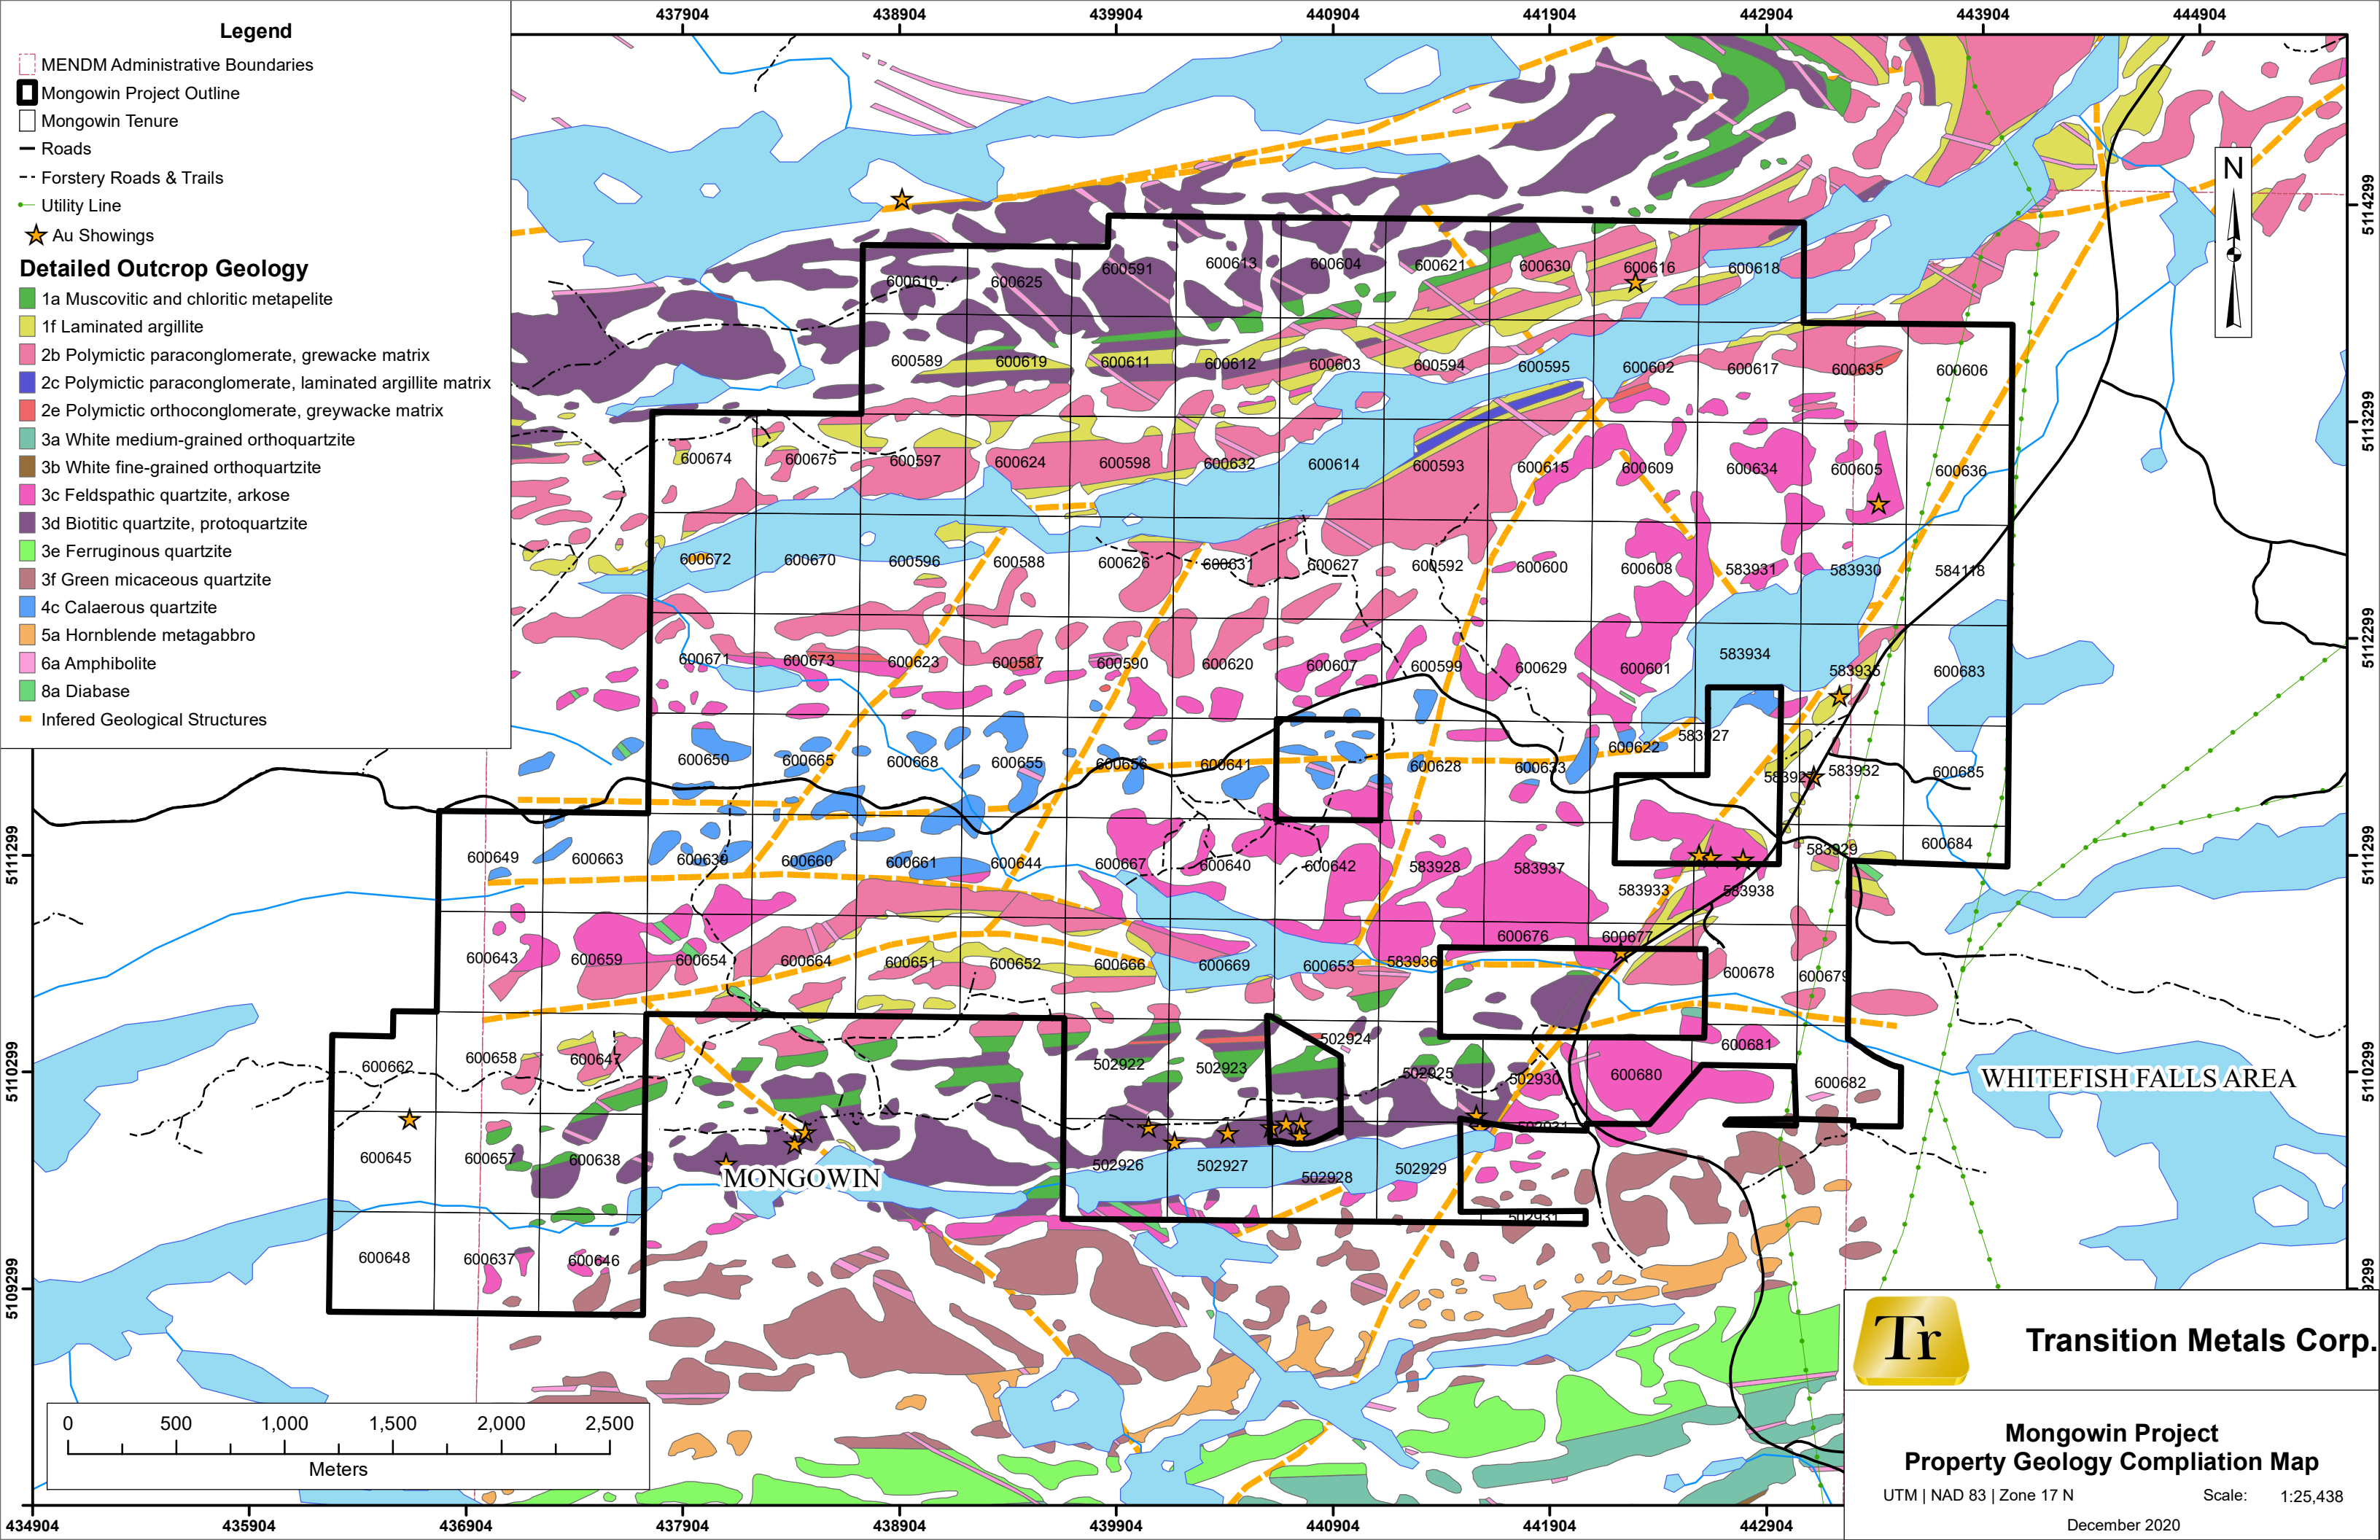 437904 438904 439904 440904 441904 442904 443904 444904
Legend
MENDM Administrative Boundaries
Mongowin Project Outline
Mongowin Tenure
Roads
Forstery Roads & Trails
Utility Line
Au Showings
Detailed Outcrop Geology
1a Muscovitic and chloritic metapelite
1f Laminated argillite
2b Polymictic paraconglomerate, grewacke matrix
2c Polymictic paraconglomerate, laminated argillite matrix
2e Polymictic orthoconglomerate, greywacke matrix
3a White medium-grained orthoquartzite
3b White fine-grained orthoquartzite
3c Feldspathic quartzite, arkose
3d Biotitic quartzite, protoquartzite
3e Ferruginous quartzite
3f Green micaceous quartzite
4c Calaerous quartzite
5a Hornblende metagabbro
6a Amphibolite
8a Diabase
Infered Geological Structures
N
5114299
5113299
5112299
5111299
5110299
5109299
5111299
5110299
600610 600625 600591 600613 600604 600621 600630 600616 600618
600589 600619 600611 600612 600603 600594 600595 600602 600617 600635 600606
600674 600675 600597 600624 600598 600632 600614 600593 600615 600609 600634 600605 600636
600672 600670 600596 600588 600626 600631 600627 600592 600600 600608 583931 583930 584118
600671 600673 600623 600587 600590 600620 600607 600599 600629 600601 583934 583935 600683
600650 600665 600668 600655 600656 600641 600628 600633 600622 583927 583932 600685
600649 600663 600639 600660 600661 600644 600667 600640 600642 583928 583937 583933 583938 583929 600684
600643 600659 600654 600664 600651 600652 600666 600669 600653 583936 600676 600677 600678 600679
600662 600658 600647 502922 502923 502924 502925 502930 600680 600681 600682
600645 600657 600638 502926 502927 502928 502929 502931
600648 600637 600646 502931
WHITEFISH FALLS AREA
MONGOWIN
0 500 1,000 1,500 2,000 2,500
Meters
Tr
Transition Metals Corp.
Mongowin Project
Property Geology Compliation Map
UTM | NAD 83 | Zone 17 N Scale: 1:25,438
December 2020
434904 435904 436904 437904 438904 439904 440904 441904 442904